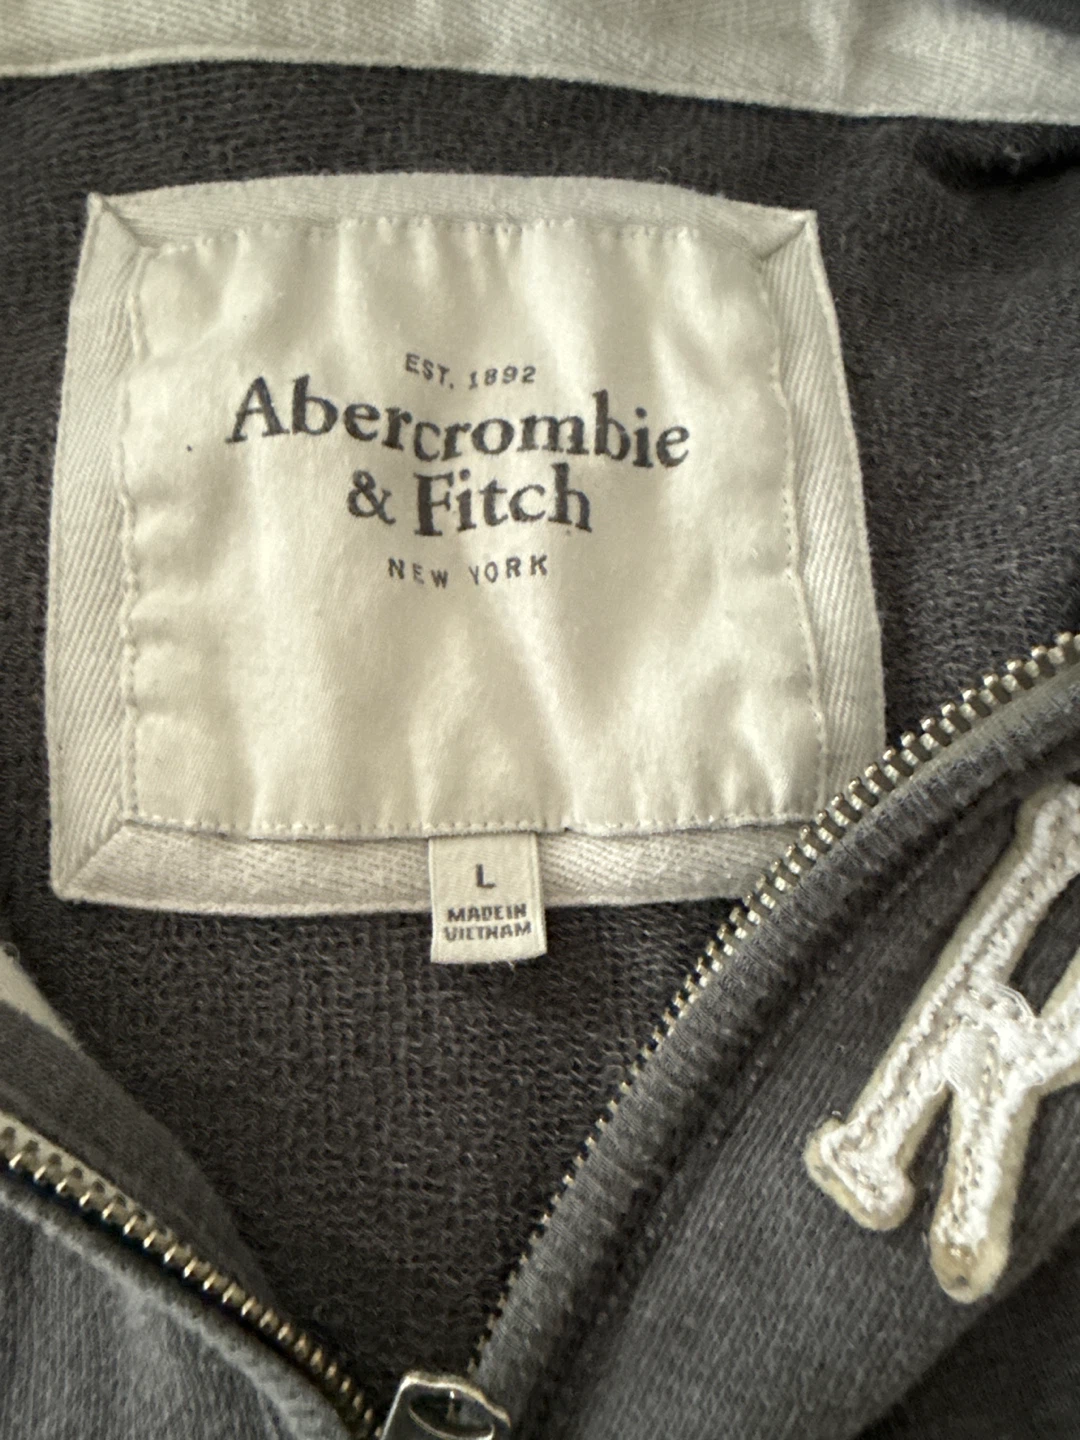 EST. 1892
Abercrombie
& Fitch
NEW YORK
L
MADE IN
VIETNAM